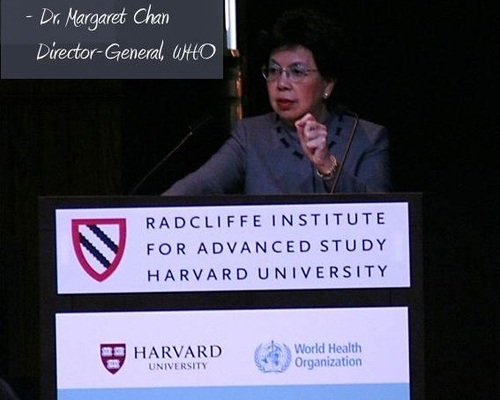 - Dr. Margaret Chan
Director-General, WHO
RADCLIFFE INSTITUTE
FOR ADVANCED STUDY
HARVARD UNIVERSITY
HARVARD
UNIVERSITY
World Health
Organization